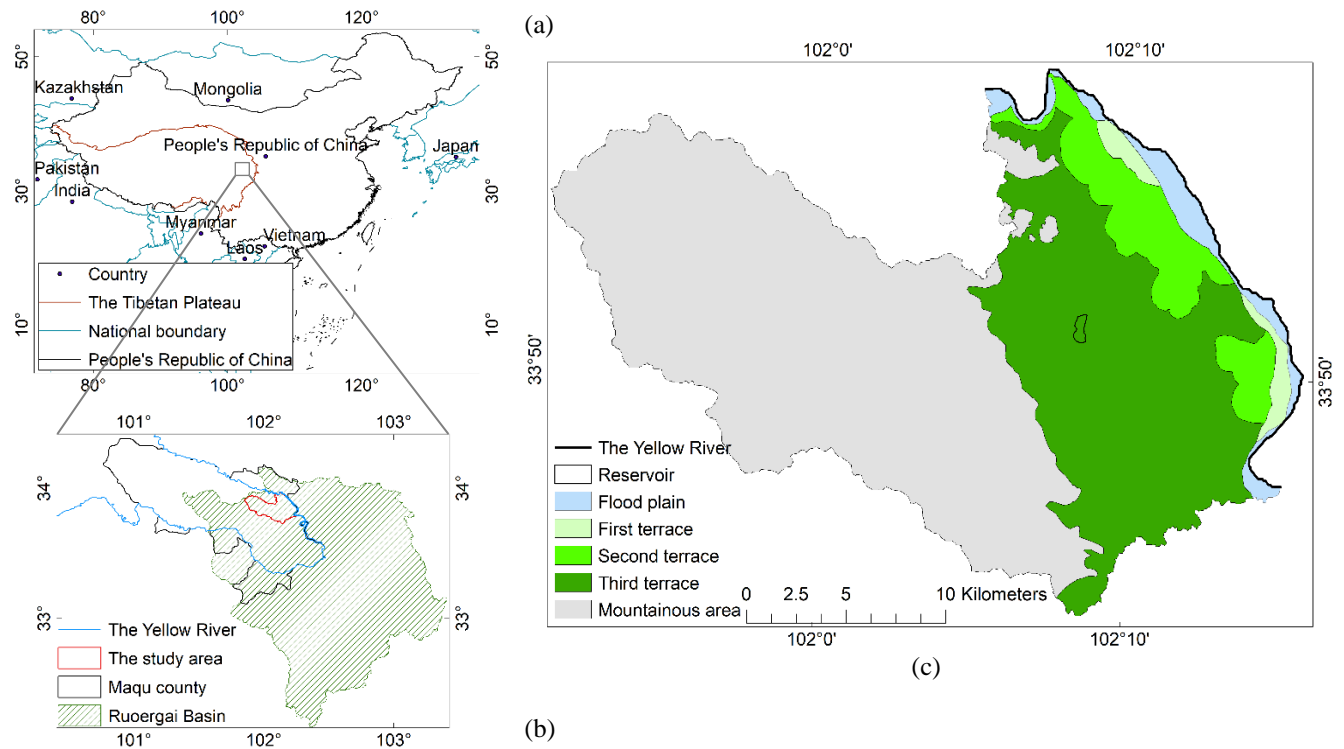 (a)
80° 100° 120°
50°
50°
Kazakhstan
Mongolia
People's Republic of China
Japan
Pakistan
India
30°
30°
Myanmar
Vietnam
Laos
Country
The Tibetan Plateau
National boundary
People's Republic of China
10°
10°
80° 100° 120°
101° 102° 103°
34°
34°
33°
33°
The Yellow River
The study area
Maqu county
Ruoergai Basin
101° 102° 103°
(b)
102°0' 102°10'
33°50'
33°50'
The Yellow River
Reservoir
Flood plain
First terrace
Second terrace
Third terrace
Mountainous area
0 2.5 5 10 Kilometers
102°0' 102°10'
(c)